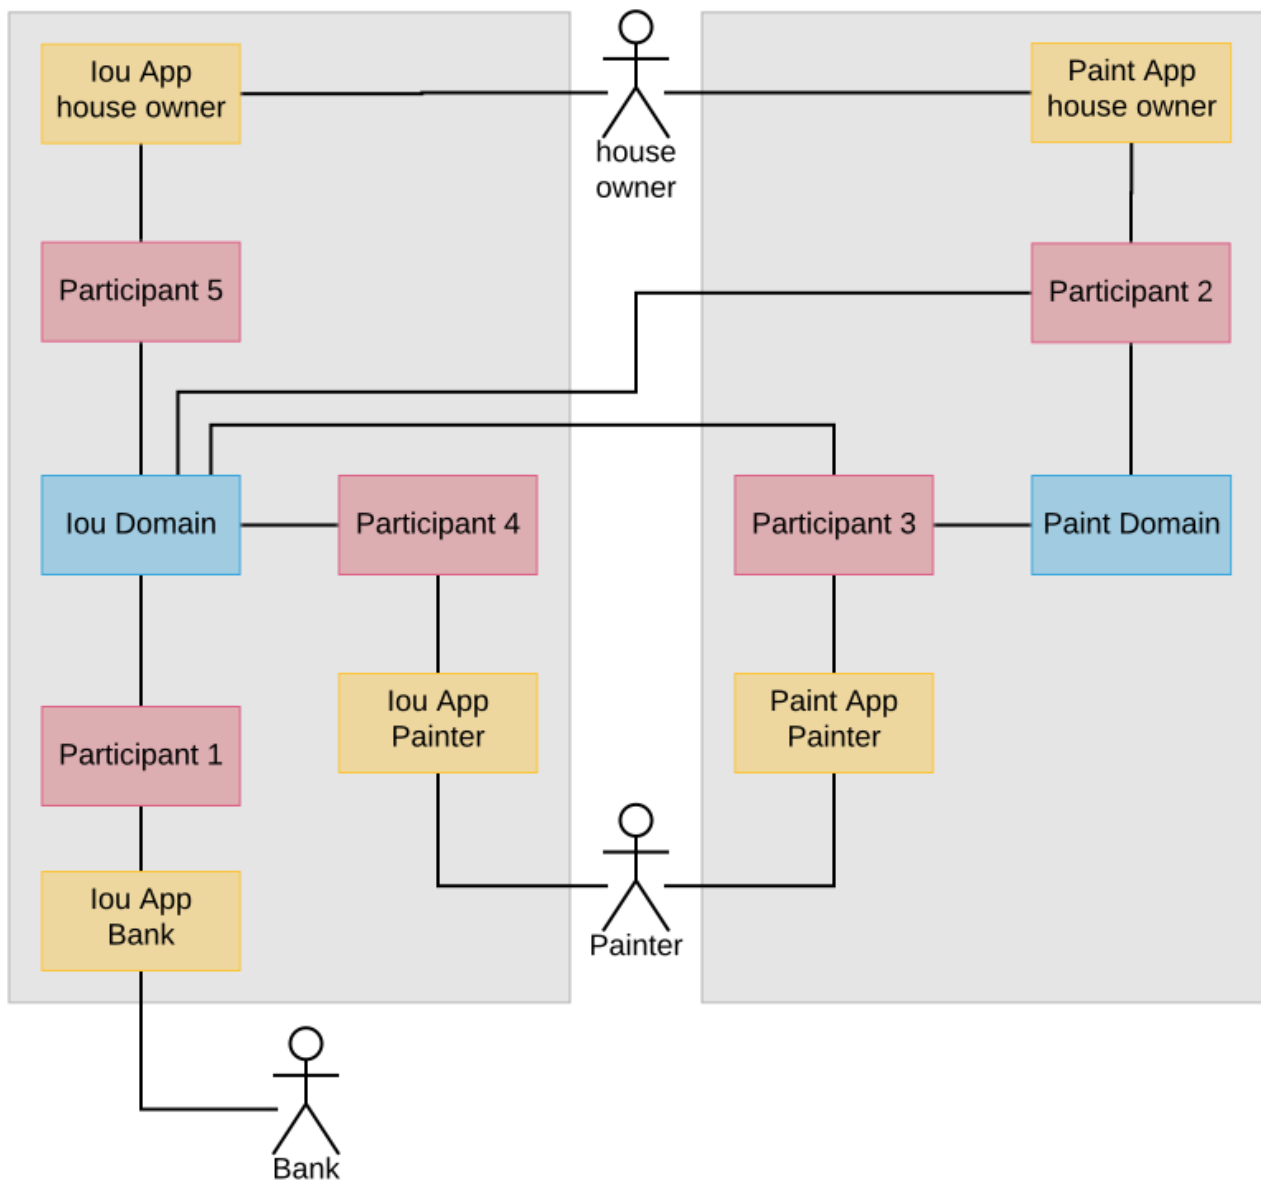 Iou App
house owner
house
owner
Paint App
house owner
Participant 5
Participant 2
Iou Domain
Participant 4
Participant 3
Paint Domain
Iou App
Painter
Paint App
Painter
Participant 1
Iou App
Bank
Painter
Bank